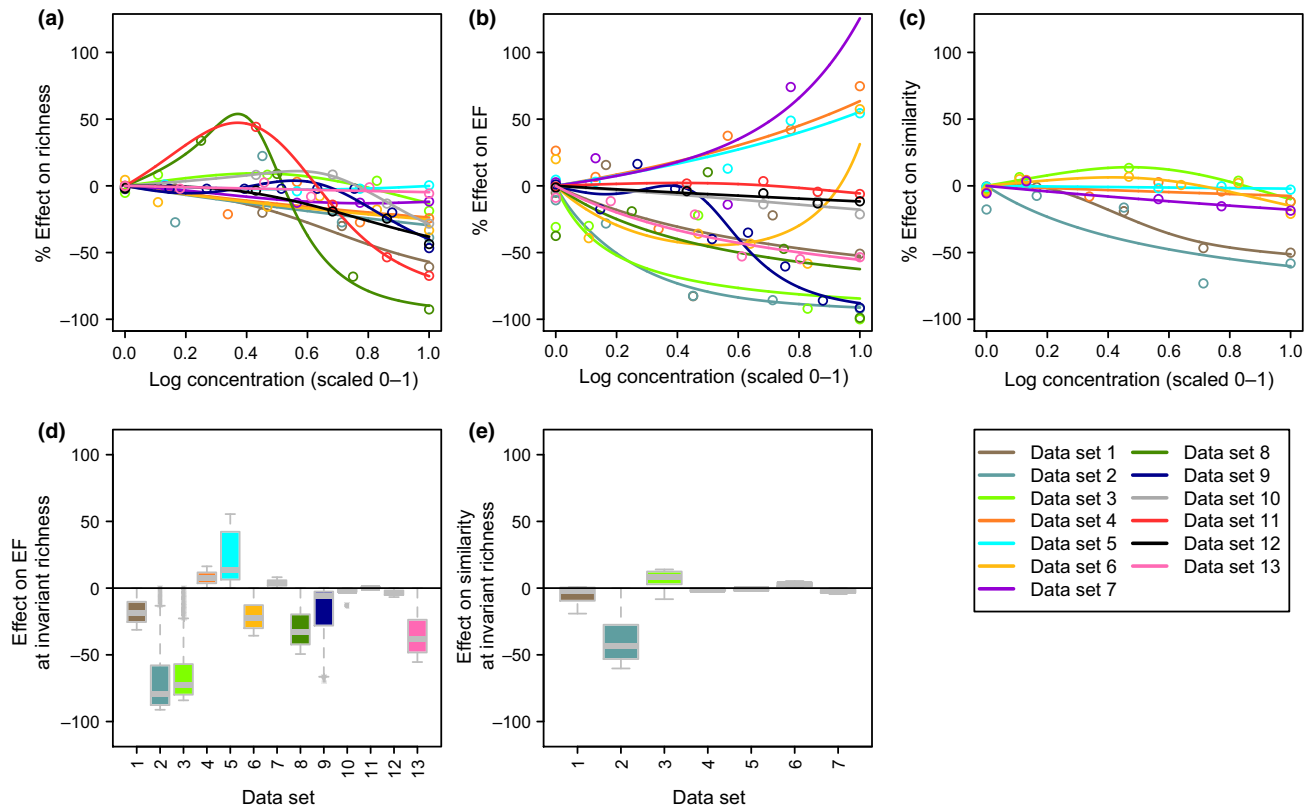 (a)
% Effect on richness
100
50
0
–50
–100
0.0 0.2 0.4 0.6 0.8 1.0
Log concentration (scaled 0–1)
(b)
% Effect on EF
100
50
0
–50
–100
0.0 0.2 0.4 0.6 0.8 1.0
Log concentration (scaled 0–1)
(c)
% Effect on similarity
100
50
0
–50
–100
0.0 0.2 0.4 0.6 0.8 1.0
Log concentration (scaled 0–1)
(d)
Effect on EF
at invariant richness
100
50
0
–50
–100
1 2 3 4 5 6 7 8 9 10 11 12 13
Data set
(e)
Effect on similarity
at invariant richness
100
50
0
–50
–100
1 2 3 4 5 6 7
Data set
Data set 1
Data set 2
Data set 3
Data set 4
Data set 5
Data set 6
Data set 7
Data set 8
Data set 9
Data set 10
Data set 11
Data set 12
Data set 13